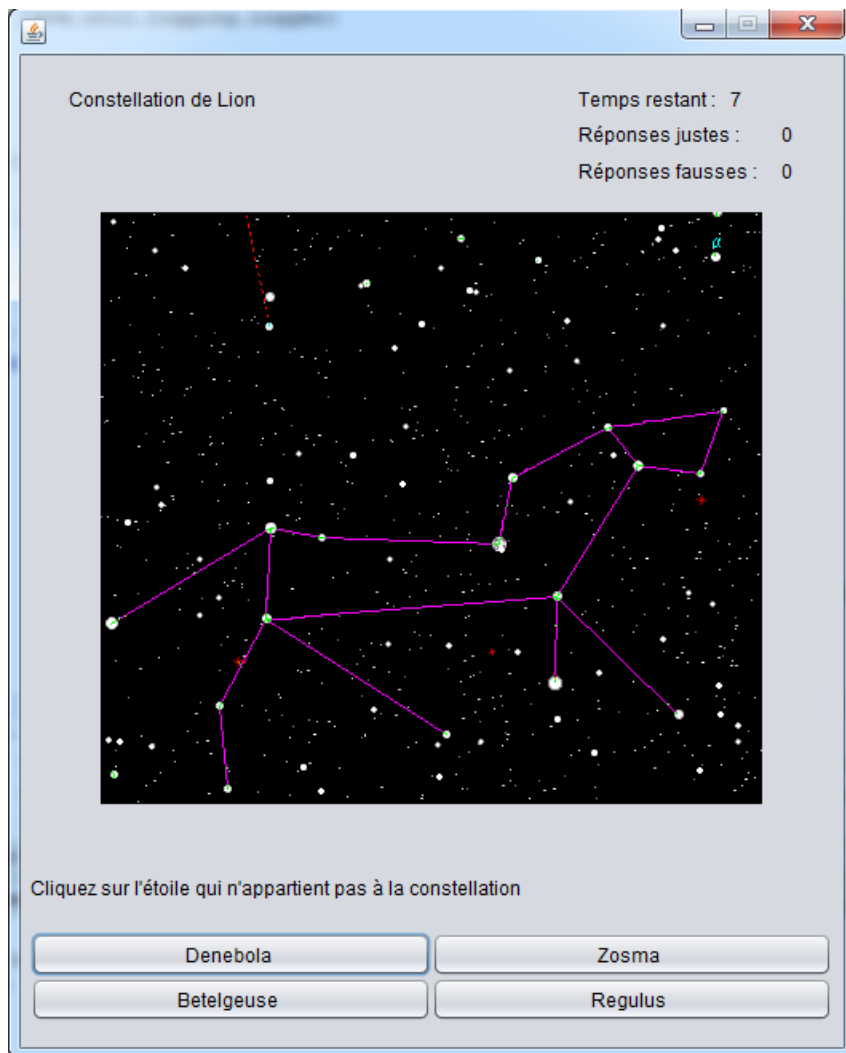 Constellation de Lion
Temps restant : 7
Réponses justes : 0
Réponses fausses : 0
Cliquez sur l'étoile qui n'appartient pas à la constellation
Denebola
Zosma
Betelgeuse
Regulus